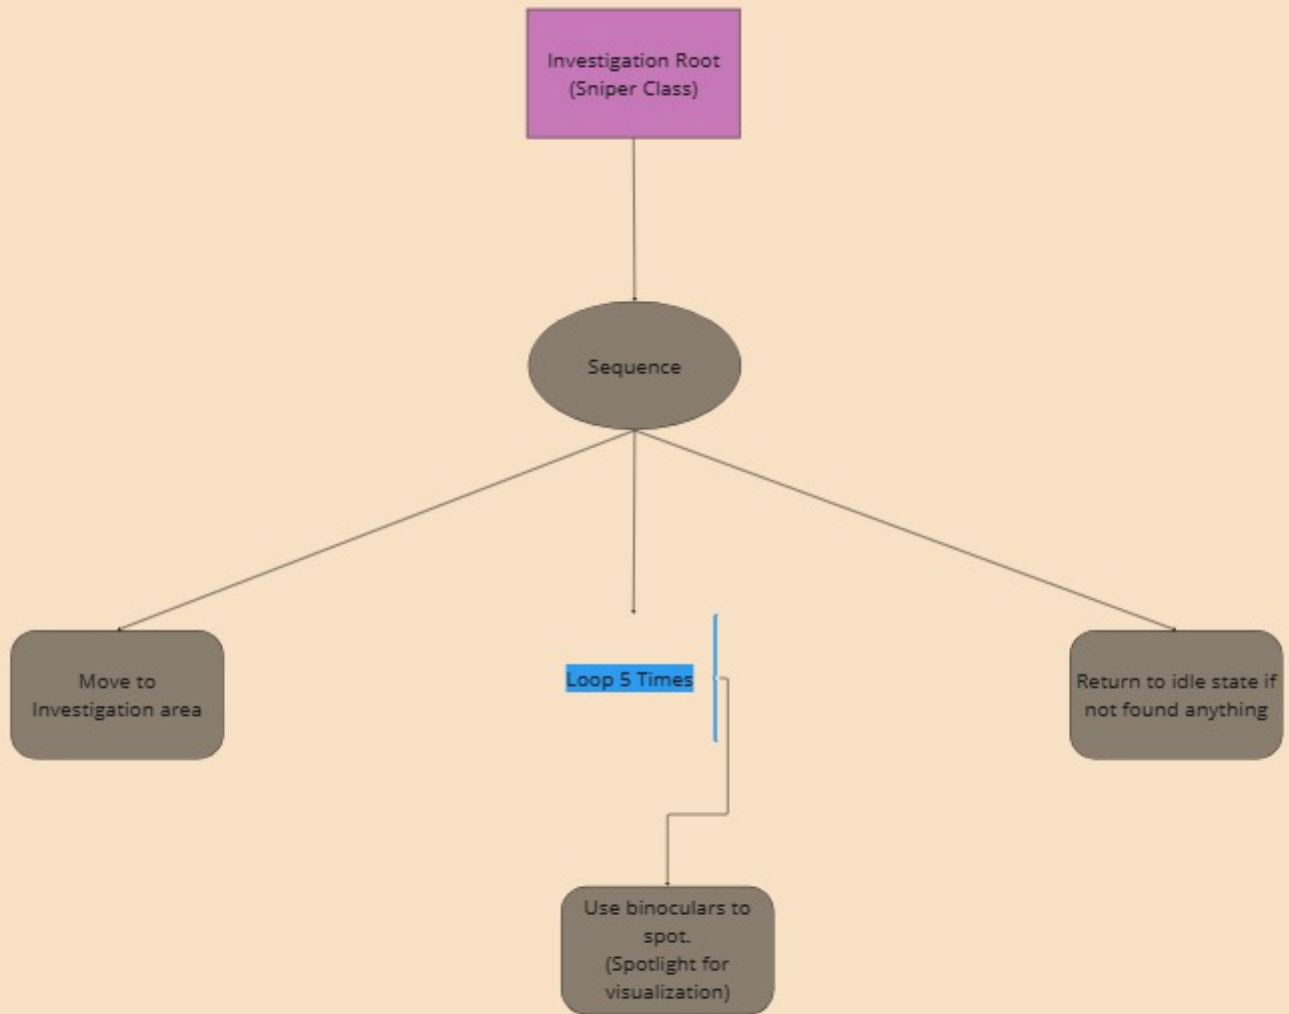 Investigation Root
(Sniper Class)
Sequence
Move to
Investigation area
Loop 5 Times
Return to idle state if
not found anything
Use binoculars to
spot.
(Spotlight for
visualization)